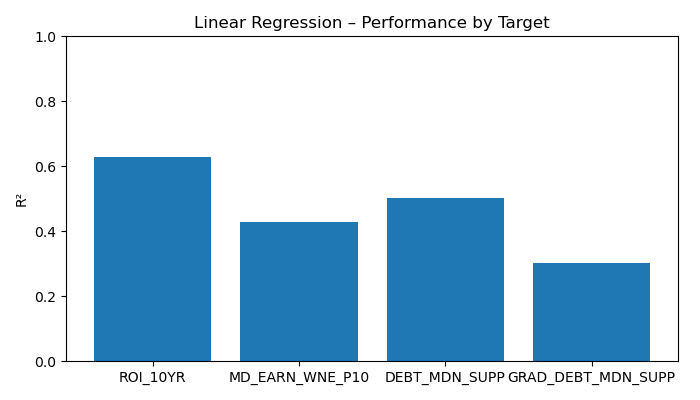 Linear Regression – Performance by Target
R²
1.0
0.8
0.6
0.4
0.2
0.0
ROI_10YR MD_EARN_WNE_P10 DEBT_MDN_SUPP GRAD_DEBT_MDN_SUPP